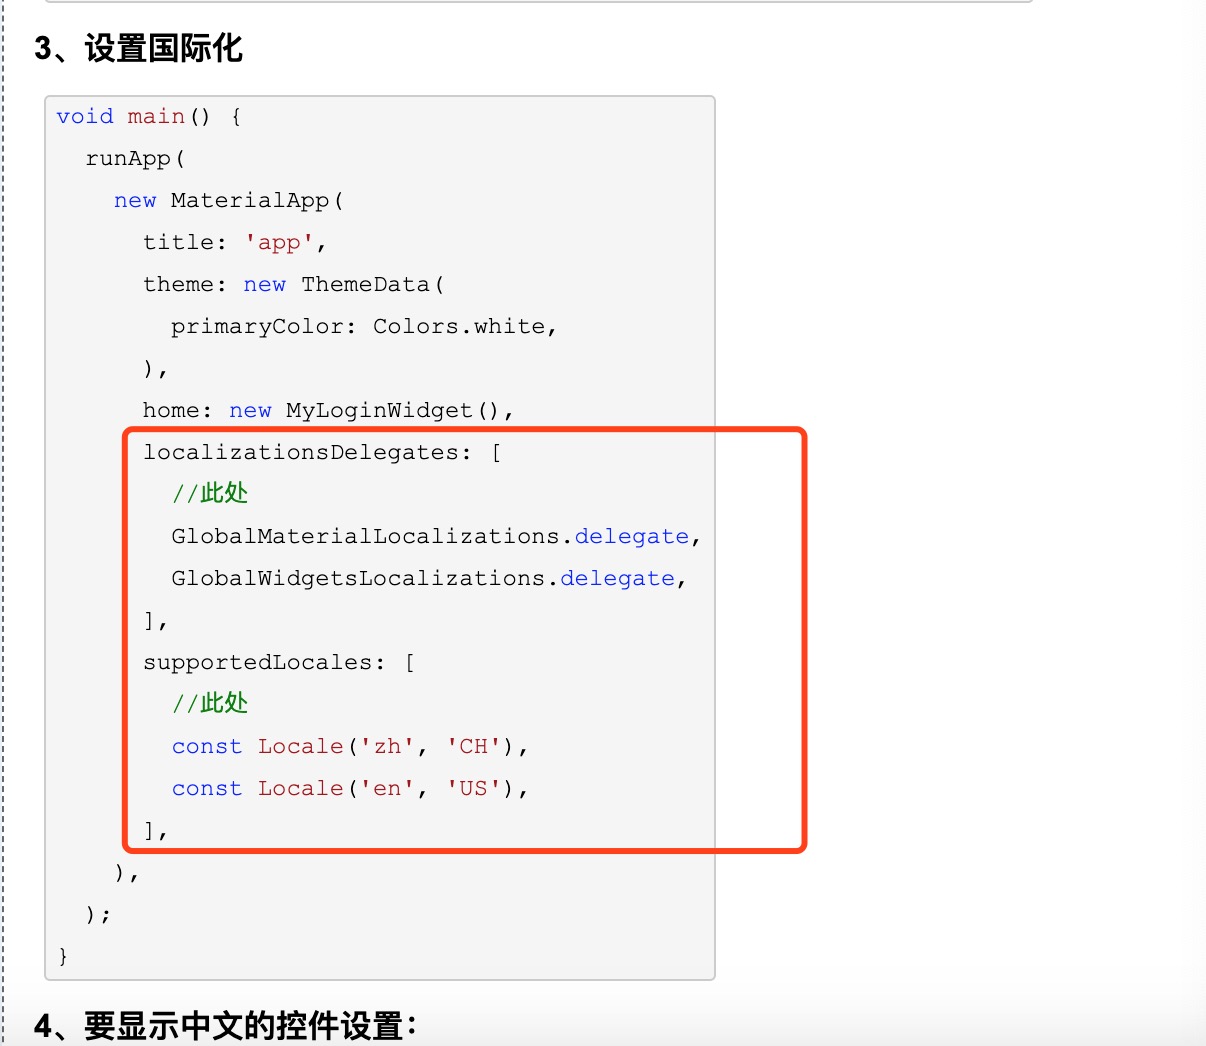 3、设置国际化
void main() {
  runApp(
    new MaterialApp(
      title: 'app',
      theme: new ThemeData(
        primaryColor: Colors.white,
      ),
      home: new MyLoginWidget(),
      localizationsDelegates: [
        //此处
        GlobalMaterialLocalizations.delegate,
        GlobalWidgetsLocalizations.delegate,
      ],
      supportedLocales: [
        //此处
        const Locale('zh', 'CH'),
        const Locale('en', 'US'),
      ],
    ),
  );
}
4、要显示中文的控件设置：